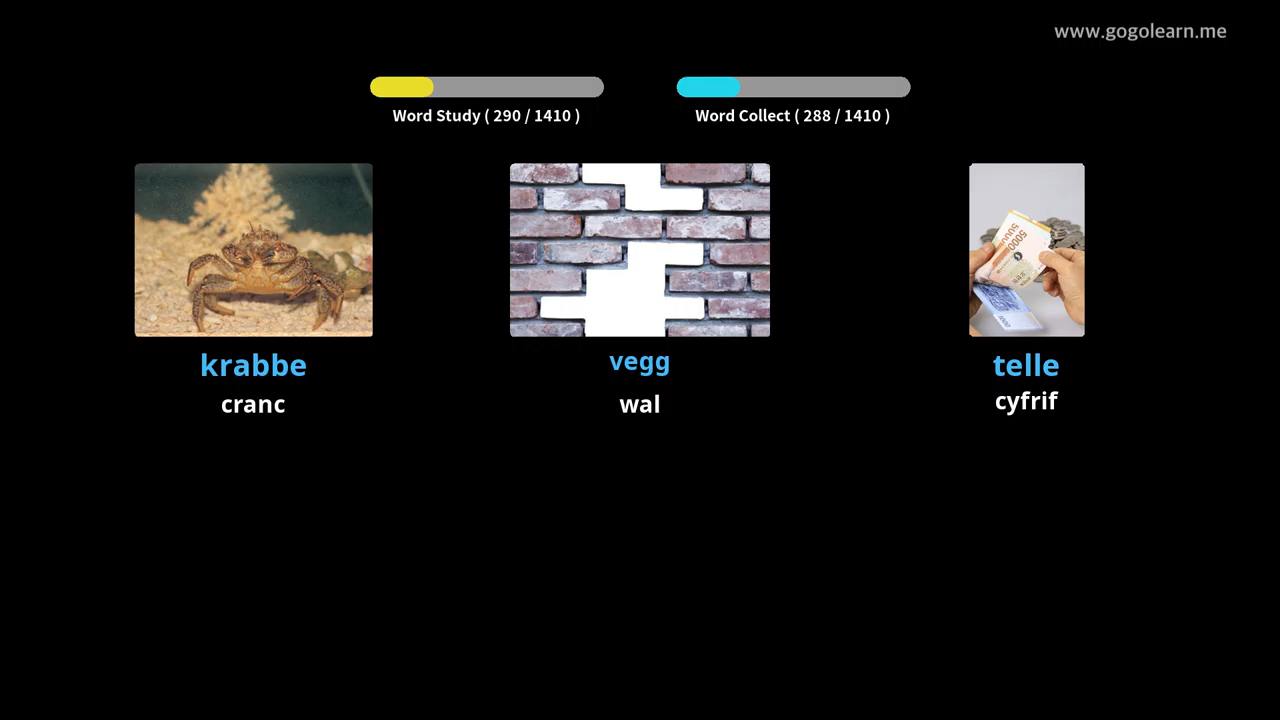 www.gogolearn.me
Word Study ( 290 / 1410 )
Word Collect ( 288 / 1410 )
krabbe
vegg
telle
cranc
wal
cyfrif